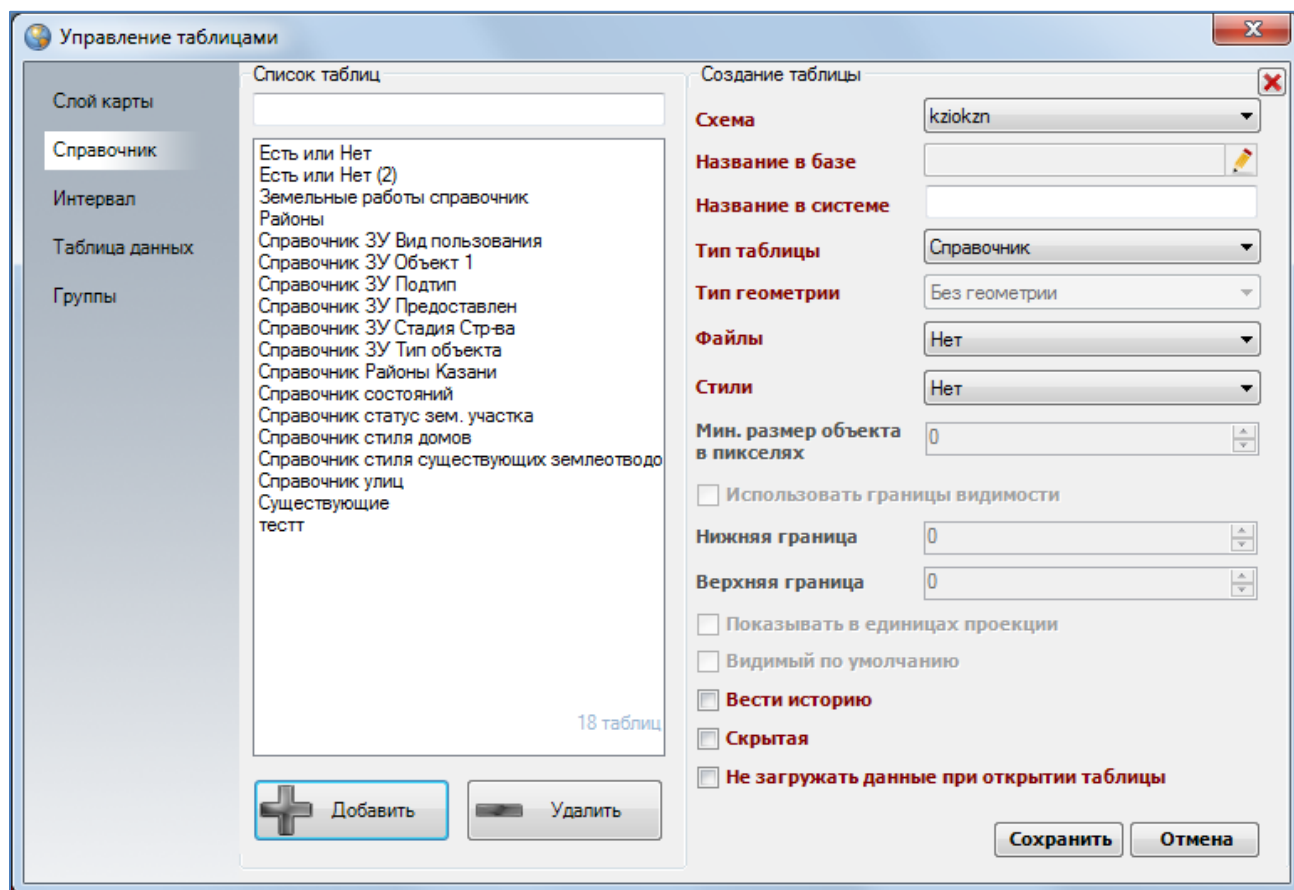 Управление таблицами
Слой карты
Справочник
Интервал
Таблица данных
Группы
Список таблиц
Есть или Нет
Есть или Нет (2)
Земельные работы справочник
Районы
Справочник ЗУ Вид пользования
Справочник ЗУ Объект 1
Справочник ЗУ Подтип
Справочник ЗУ Предоставлен
Справочник ЗУ Стадия Стр-ва
Справочник ЗУ Тип объекта
Справочник Районы Казани
Справочник состояний
Справочник статус зем. участка
Справочник стиля домов
Справочник стиля существующих землеотводо
Справочник улиц
Существующие
тестт
18 таблиц
Добавить
Удалить
Создание таблицы
Схема
kziokzn
Название в базе
Название в системе
Тип таблицы
Справочник
Тип геометрии
Без геометрии
Файлы
Нет
Стили
Нет
Мин. размер объекта
в пикселях
0
Использовать границы видимости
Нижняя граница
0
Верхняя граница
0
Показывать в единицах проекции
Видимый по умолчанию
Вести историю
Скрытая
Не загружать данные при открытии таблицы
Сохранить
Отмена